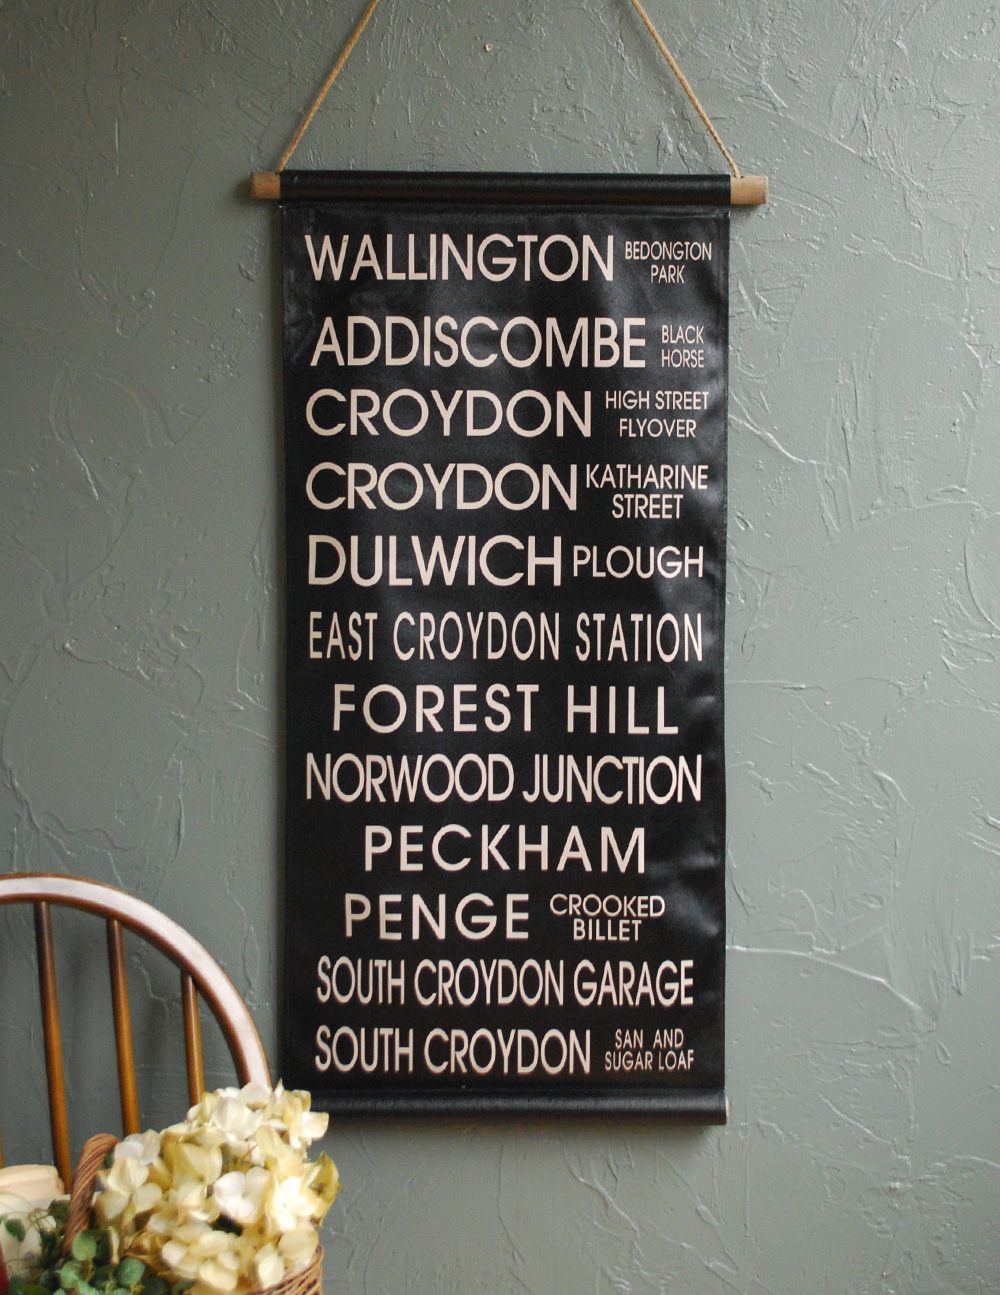 WALLINGTON BEDONGTON PARK
ADDISCOMBE BLACK HORSE
CROYDON HIGH STREET FLYOVER
CROYDON KATHARINE STREET
DULWICH PLOUGH
EAST CROYDON STATION
FOREST HILL
NORWOOD JUNCTION
PECKHAM
PENGE CROOKED BILLET
SOUTH CROYDON GARAGE
SOUTH CROYDON SAN AND SUGAR LOAF